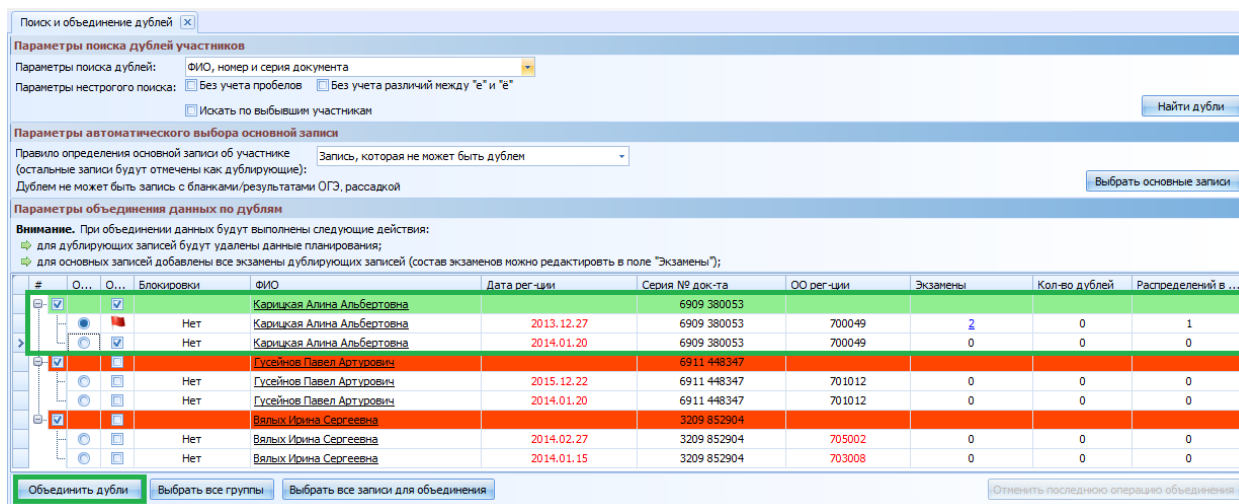 Поиск и объединение дублей
Параметры поиска дублей участников
Параметры поиска дублей: ФИО, номер и серия документа
Параметры нестрогого поиска: Без учета пробелов Без учета различий между "е" и "ё"
Искать по выбывшим участникам Найти дубли
Параметры автоматического выбора основной записи
Правило определения основной записи об участнике Запись, которая не может быть дублем
(остальные записи будут отмечены как дублирующие):
Дублем не может быть запись с бланками/результатами ОГЭ, рассадкой Выбрать основные записи
Параметры объединения данных по дублям
Внимание. При объединении данных будут выполнены следующие действия:
для дублирующих записей будут удалены данные планирования;
для основных записей добавлены все экзамены дублирующих записей (состав экзаменов можно редактировть в поле "Экзамены");
# О... О... Блокировки ФИО Дата рег-ции Серия № док-та ОО рег-ции Экзамены Кол-во дублей Распределений в ...
Карицкая Алина Альбертовна 6909 380053
Нет Карицкая Алина Альбертовна 2013.12.27 6909 380053 700049 2 0 1
Нет Карицкая Алина Альбертовна 2014.01.20 6909 380053 700049 0 0 0
Гусейнов Павел Артурович 6911 448347
Нет Гусейнов Павел Артурович 2015.12.22 6911 448347 701012 0 0 0
Нет Гусейнов Павел Артурович 2014.01.20 6911 448347 701012 0 0 0
Вялых Ирина Сергеевна 3209 852904
Нет Вялых Ирина Сергеевна 2014.02.27 3209 852904 705002 0 0 0
Нет Вялых Ирина Сергеевна 2014.01.15 3209 852904 703008 0 0 0
Объединить дубли Выбрать все группы Выбрать все записи для объединения Отменить последнюю операцию объединения